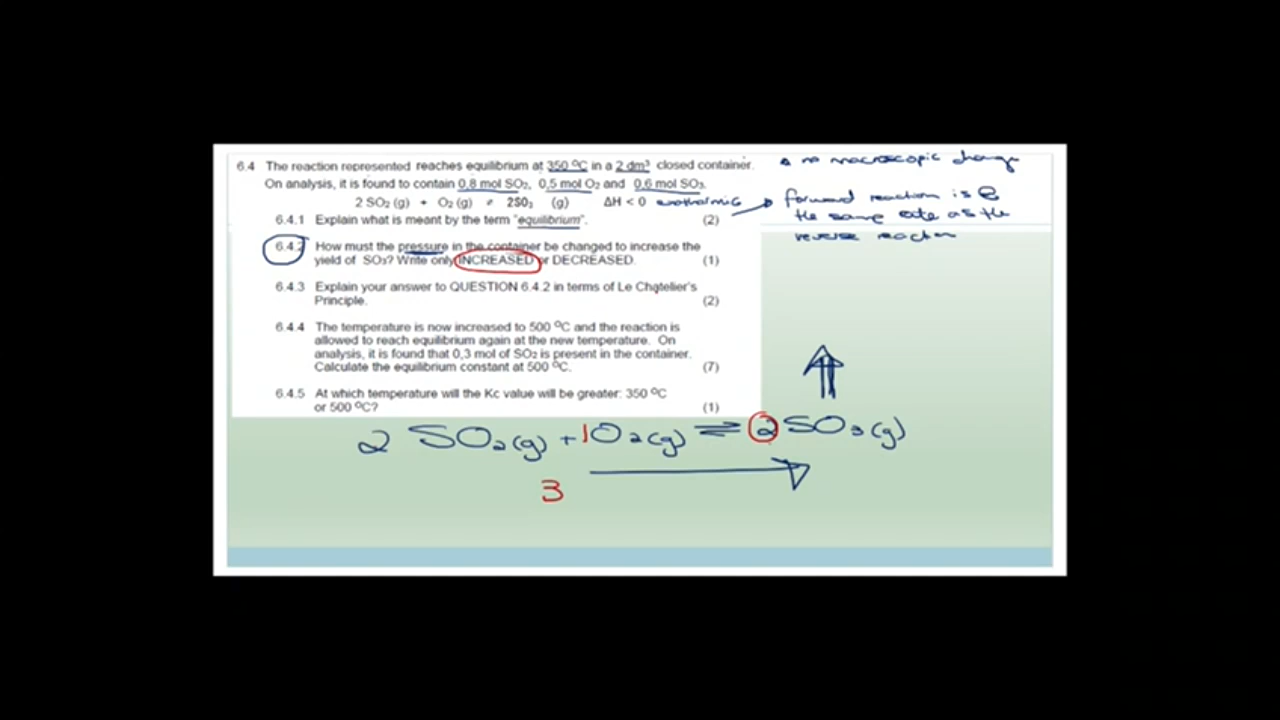 6.4 The reaction represented reaches equilibrium at 350 ⁰C in a 2 dm³ closed container.
On analysis, it is found to contain 0,8 mol SO₂, 0,5 mol O₂ and 0,6 mol SO₃.
2 SO₂ (g) + O₂ (g) ⇌ 2SO₃ (g) ΔH < 0 exothermic
6.4.1 Explain what is meant by the term "equilibrium". (2)
no macroscopic change
forward reaction is @
the same rate as the
reverse reaction
6.4.2 How must the pressure in the container be changed to increase the
yield of SO₃? Write only INCREASED or DECREASED. (1)
6.4.3 Explain your answer to QUESTION 6.4.2 in terms of Le Chatelier's
Principle. (2)
6.4.4 The temperature is now increased to 500 ⁰C and the reaction is
allowed to reach equilibrium again at the new temperature. On
analysis, it is found that 0,3 mol of SO₂ is present in the container.
Calculate the equilibrium constant at 500 ⁰C. (7)
6.4.5 At which temperature will the Kc value will be greater: 350 ⁰C
or 500 ⁰C? (1)
2 SO₂(g) + 1O₂(g) ⇌ 2SO₃(g)
3